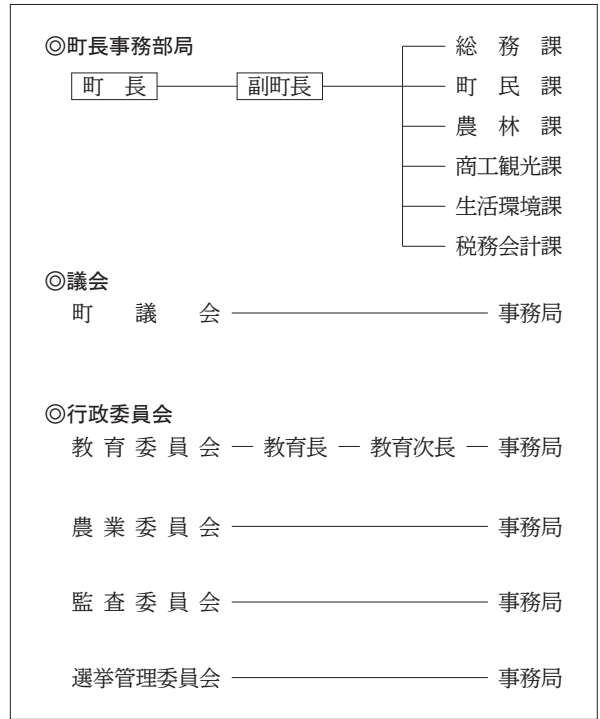 ◎町長事務部局
町　長　副町長
総　務　課
町　民　課
農　林　課
商工観光課
生活環境課
税務会計課
◎議会
町　議　会　事務局
◎行政委員会
教育委員会　教育長　教育次長　事務局
農業委員会　事務局
監査委員会　事務局
選挙管理委員会　事務局